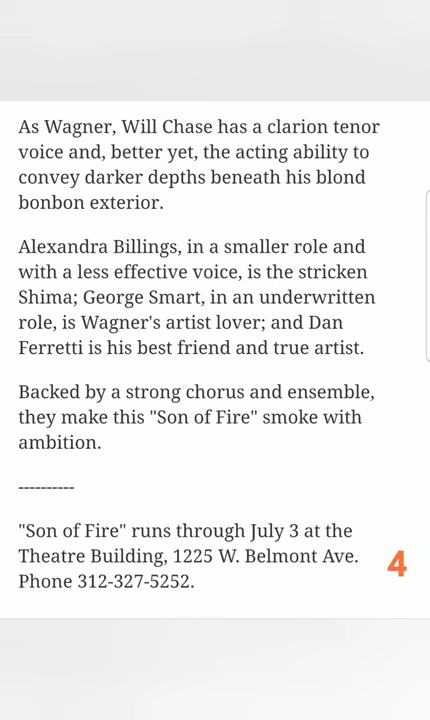 As Wagner, Will Chase has a clarion tenor
voice and, better yet, the acting ability to
convey darker depths beneath his blond
bonbon exterior.
Alexandra Billings, in a smaller role and
with a less effective voice, is the stricken
Shima; George Smart, in an underwritten
role, is Wagner's artist lover; and Dan
Ferretti is his best friend and true artist.
Backed by a strong chorus and ensemble,
they make this "Son of Fire" smoke with
ambition.
----------
"Son of Fire" runs through July 3 at the
Theatre Building, 1225 W. Belmont Ave.
Phone 312-327-5252.
4